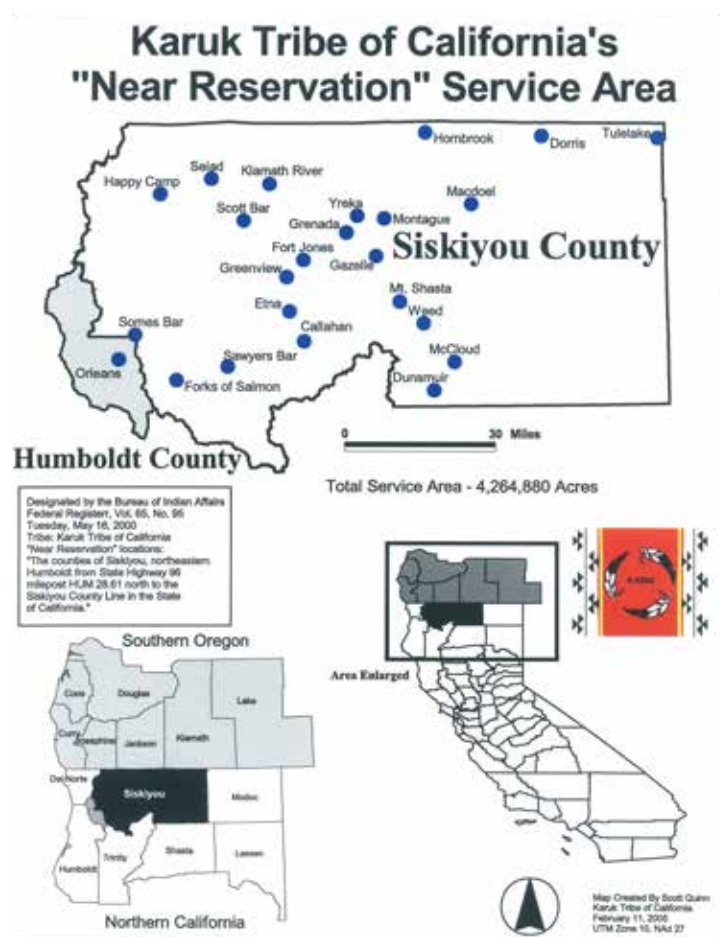 Karuk Tribe of California's
"Near Reservation" Service Area
Hornbrook
Dorris
Tulelake
Seiad
Klamath River
Happy Camp
Macdoel
Scott Bar
Yreka
Montague
Grenada
Siskiyou County
Fort Jones
Gazelle
Greenview
Mt. Shasta
Etna
Weed
Somes Bar
Callahan
McCloud
Sawyers Bar
Orleans
Dunsmuir
Forks of Salmon
0 30 Miles
Humboldt County
Total Service Area - 4,264,880 Acres
Designated by the Bureau of Indian Affairs
Federal Registerr, Vol. 65, No. 95
Tuesday, May 16, 2000
Tribe: Karuk Tribe of California
"Near Reservation" locations:
"The counties of Siskiyou, northeastern
Humboldt from State Highway 96
milepost HUM 28.61 north to the
Siskiyou County Line in the State
of California."
Southern Oregon
Area Enlarged
Coos
Douglas
Lake
Curry
Josephine
Jackson
Klamath
Del Norte
Siskiyou
Modoc
Humboldt
Trinity
Shasta
Lassen
Northern California
Map Created By Scott Quinn
Karuk Tribe of California
UTM Zone 10, NAd 27